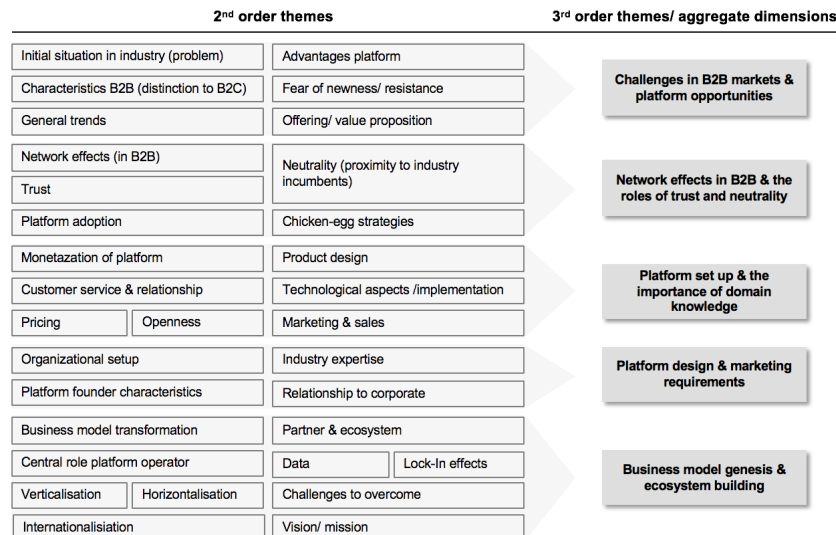 2nd order themes
3rd order themes/ aggregate dimensions
Initial situation in industry (problem)
Advantages platform
Characteristics B2B (distinction to B2C)
Fear of newness/ resistance
General trends
Offering/ value proposition
Challenges in B2B markets &
platform opportunities
Network effects (in B2B)
Neutrality (proximity to industry
incumbents)
Trust
Platform adoption
Chicken-egg strategies
Network effects in B2B & the
roles of trust and neutrality
Monetazation of platform
Product design
Customer service & relationship
Technological aspects /implementation
Pricing
Openness
Marketing & sales
Platform set up & the
importance of domain
knowledge
Organizational setup
Industry expertise
Platform founder characteristics
Relationship to corporate
Platform design & marketing
requirements
Business model transformation
Partner & ecosystem
Central role platform operator
Data
Lock-In effects
Verticalisation
Horizontalisation
Challenges to overcome
Internationalisiation
Vision/ mission
Business model genesis &
ecosystem building